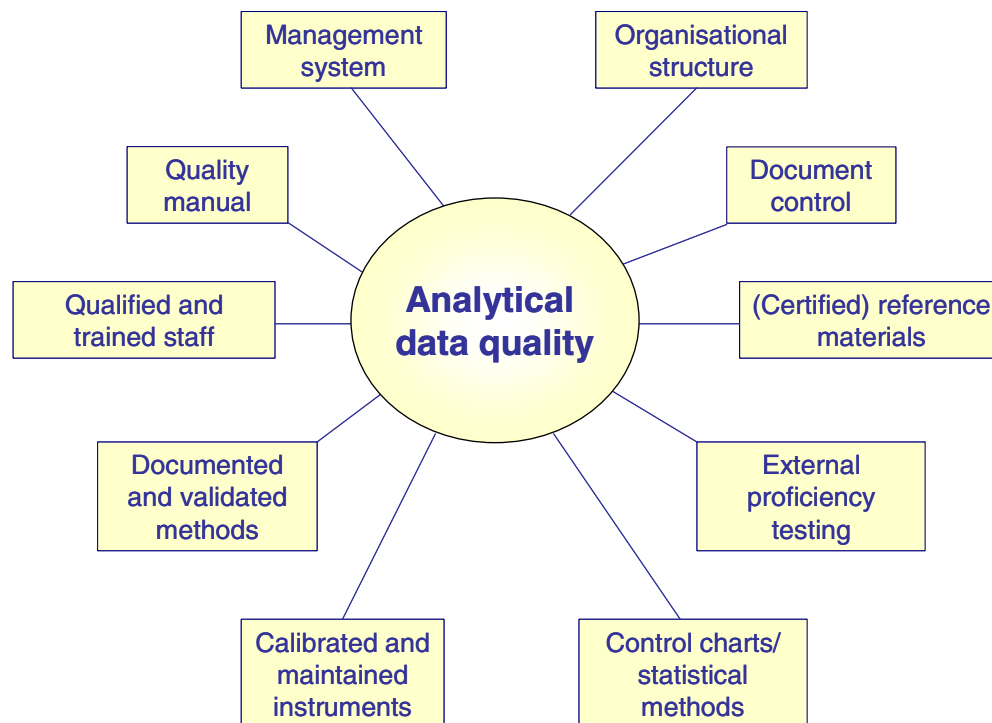 Management
system
Organisational
structure
Quality
manual
Document
control
Analytical
data quality
Qualified and
trained staff
(Certified) reference
materials
Documented
and validated
methods
External
proficiency
testing
Calibrated and
maintained
instruments
Control charts/
statistical
methods